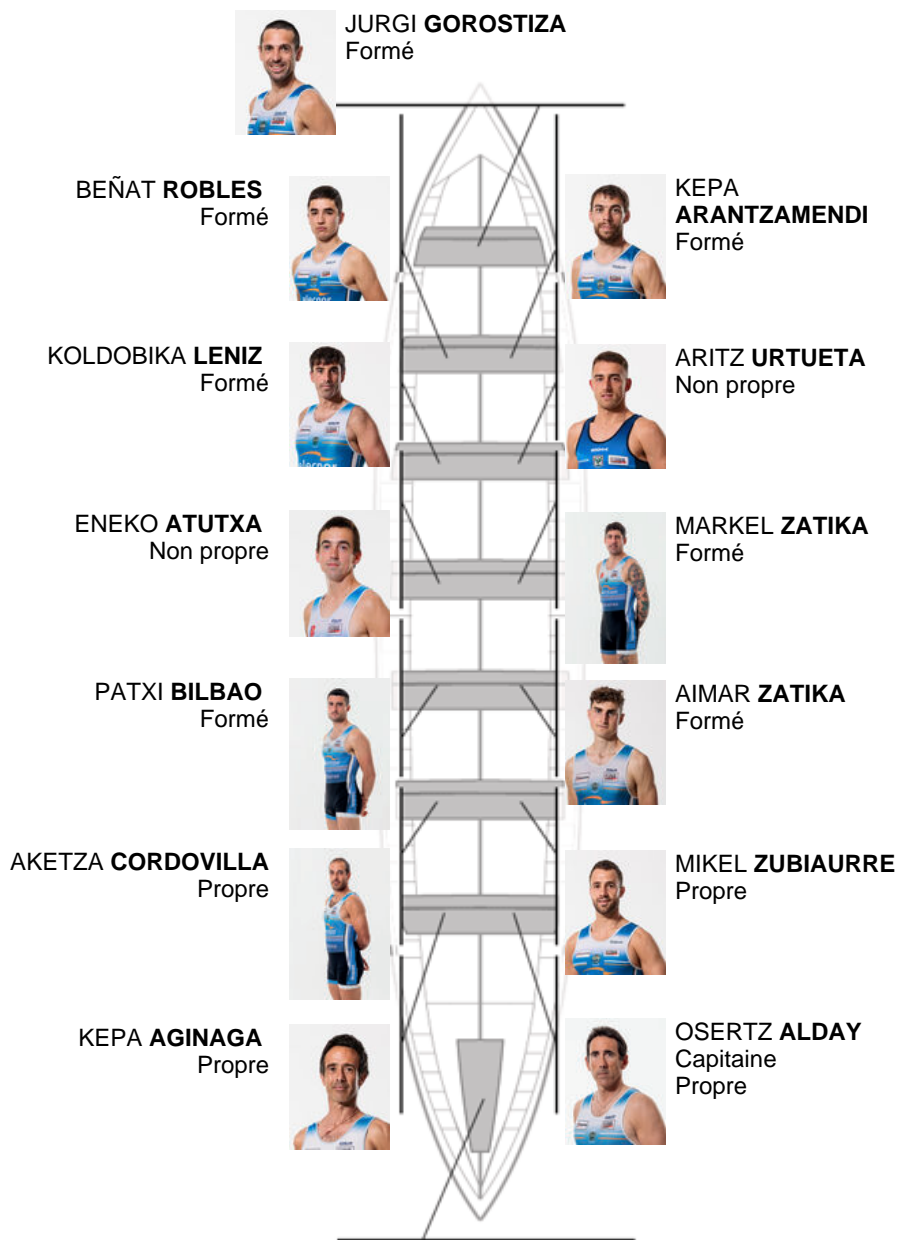 JURGI GOROSTIZA
Formé
BEÑAT ROBLES
Formé
KEPA
ARANTZAMENDI
Formé
KOLDOBIKA LENIZ
Formé
ARITZ URTUETA
Non propre
ENEKO ATUTXA
Non propre
MARKEL ZATIKA
Formé
PATXI BILBAO
Formé
AIMAR ZATIKA
Formé
AKETZA CORDOVILLA
Propre
MIKEL ZUBIAURRE
Propre
KEPA AGINAGA
Propre
OSERTZ ALDAY
Capitaine
Propre